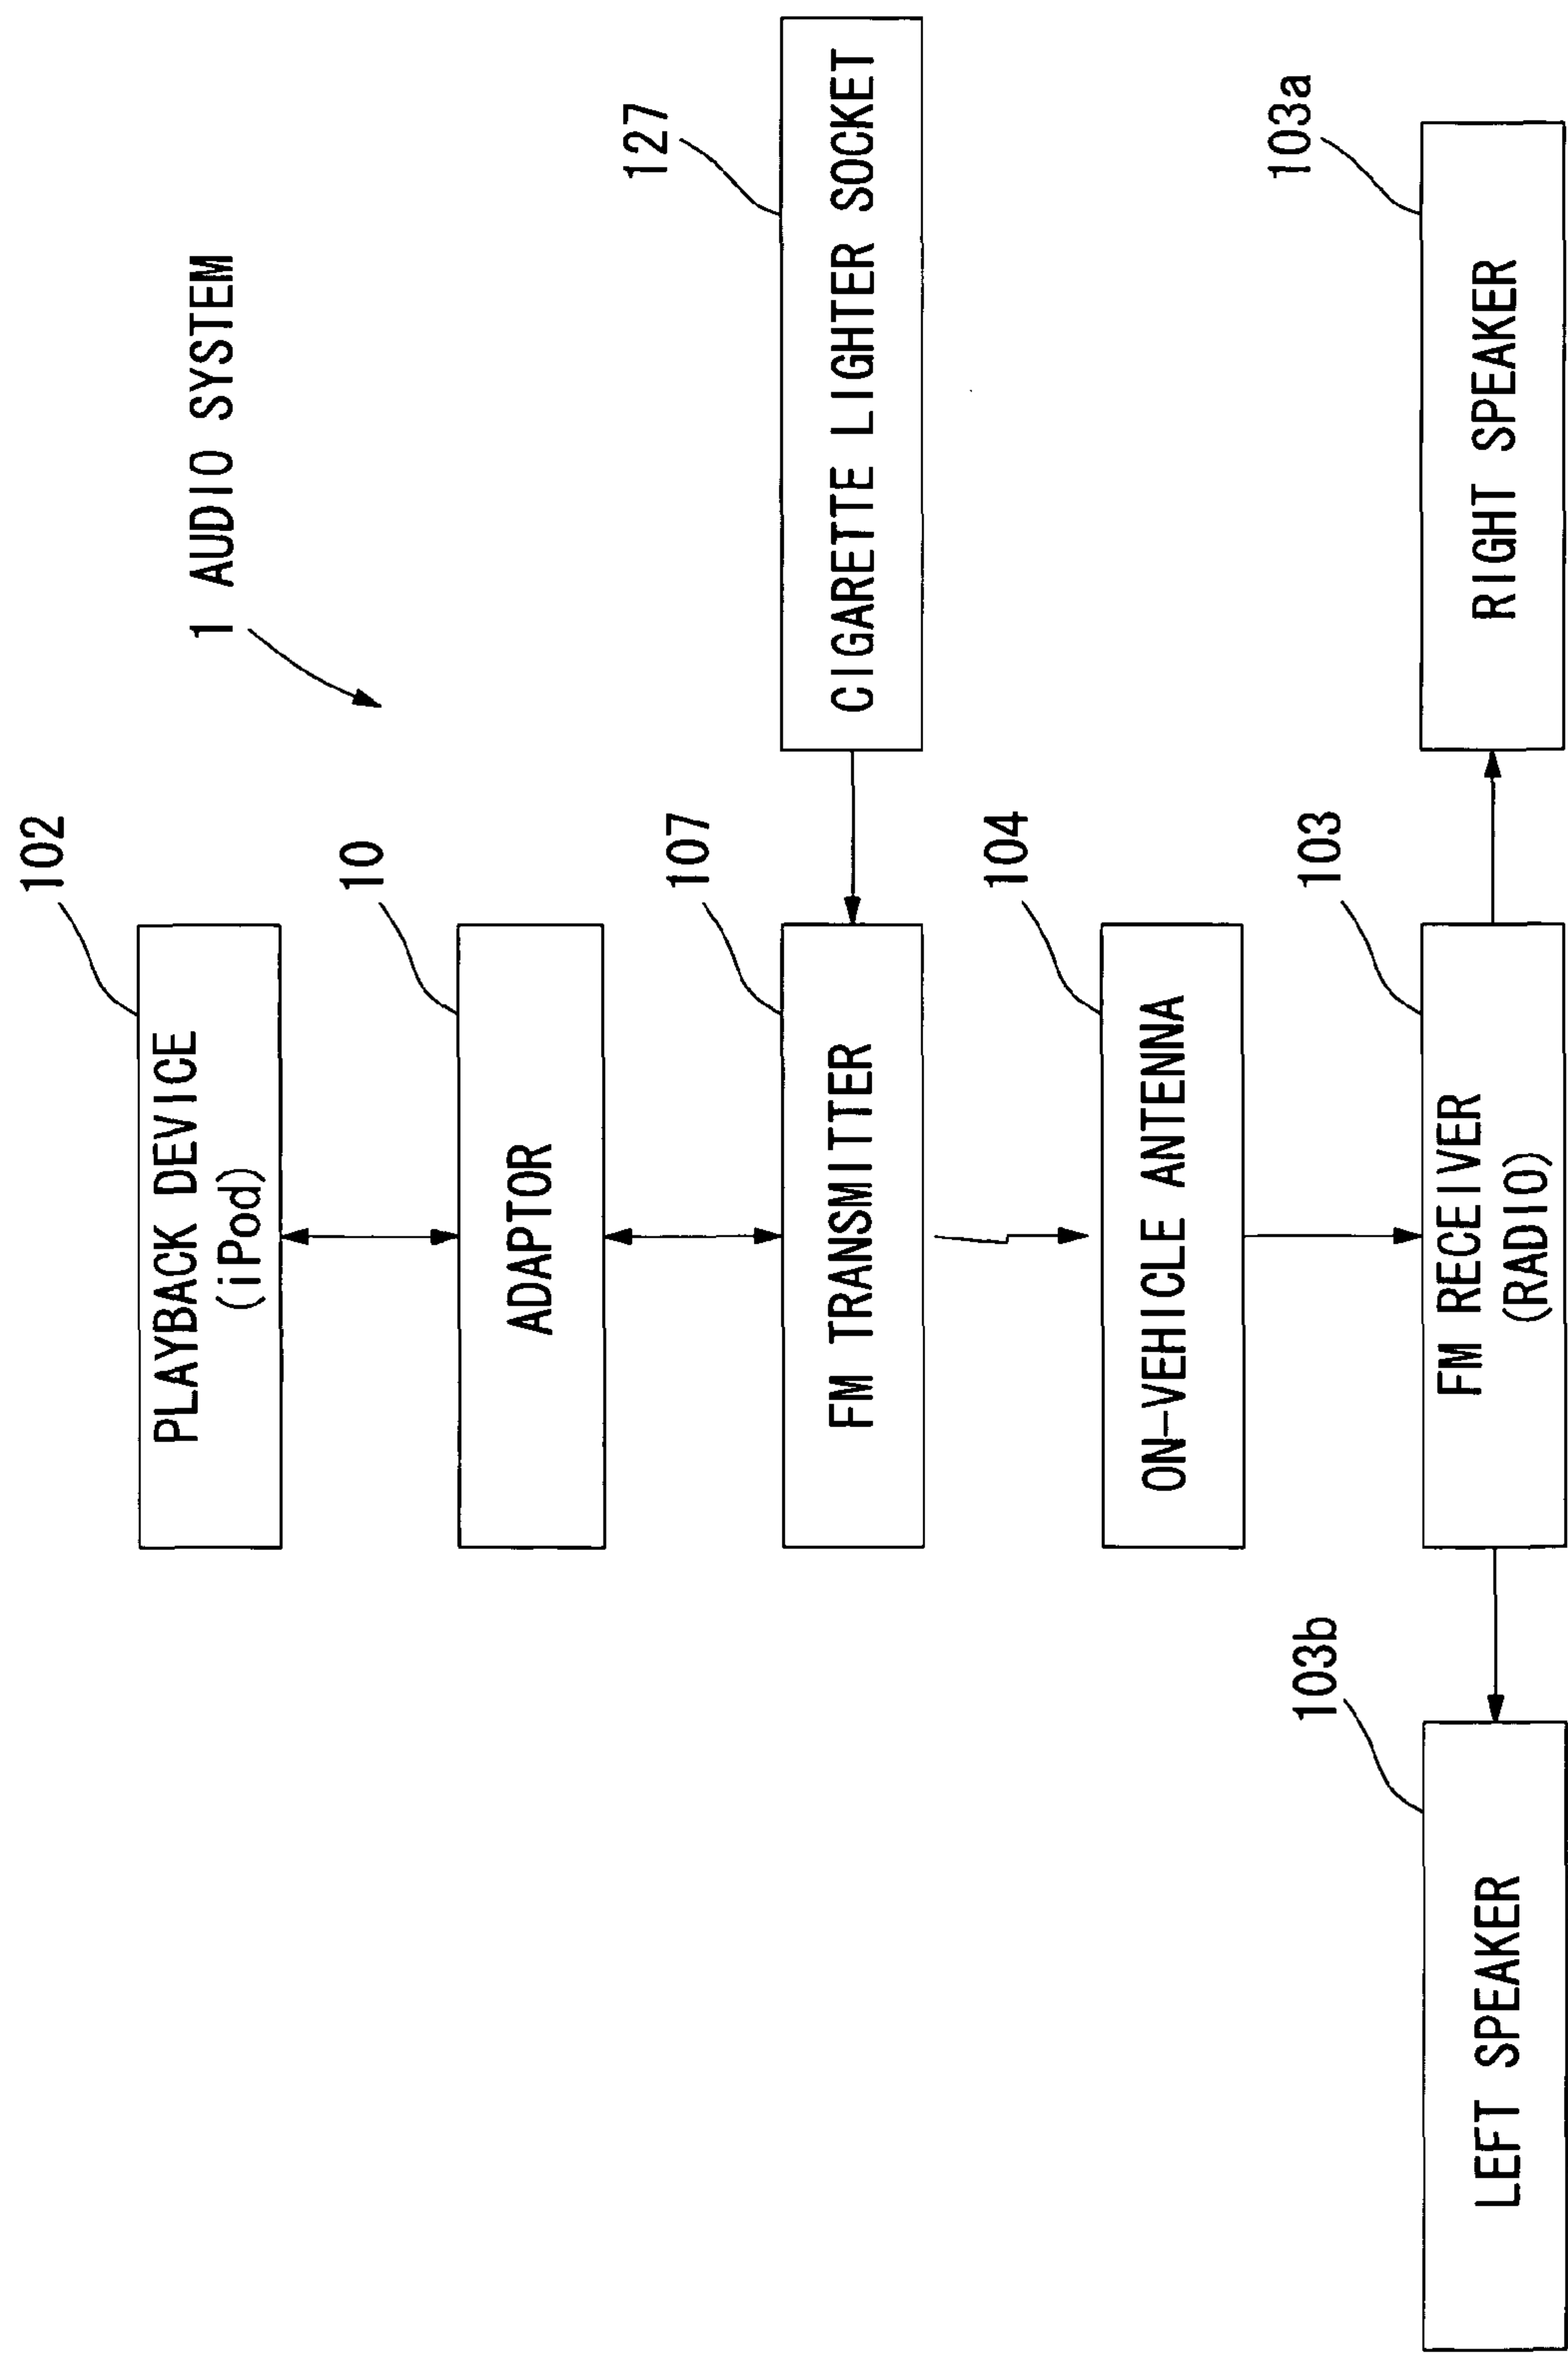 102
PLAYBACK DEVICE
(iPod)
1 AUDIO SYSTEM
10
ADAPTOR
107
FM TRANSMITTER
127
CIGARETTE LIGHTER SOCKET
104
ON-VEHICLE ANTENNA
103b
LEFT SPEAKER
103
FM RECEIVER
(RADIO)
103a
RIGHT SPEAKER